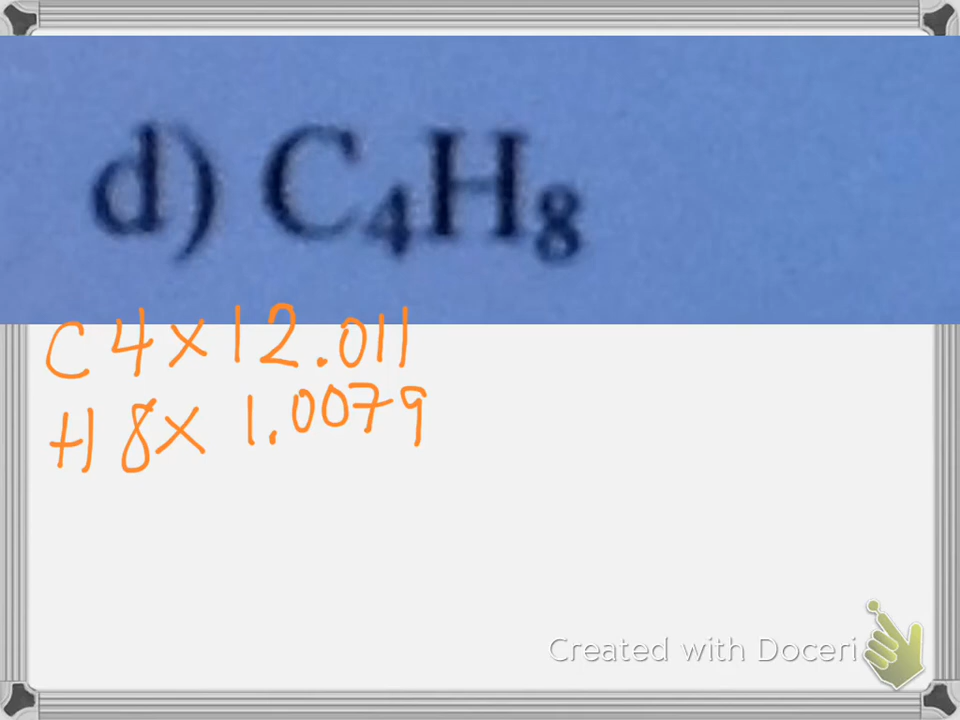 d) C₄H₈
C 4 × 12.011
H 8 × 1.0079
Created with Doceri